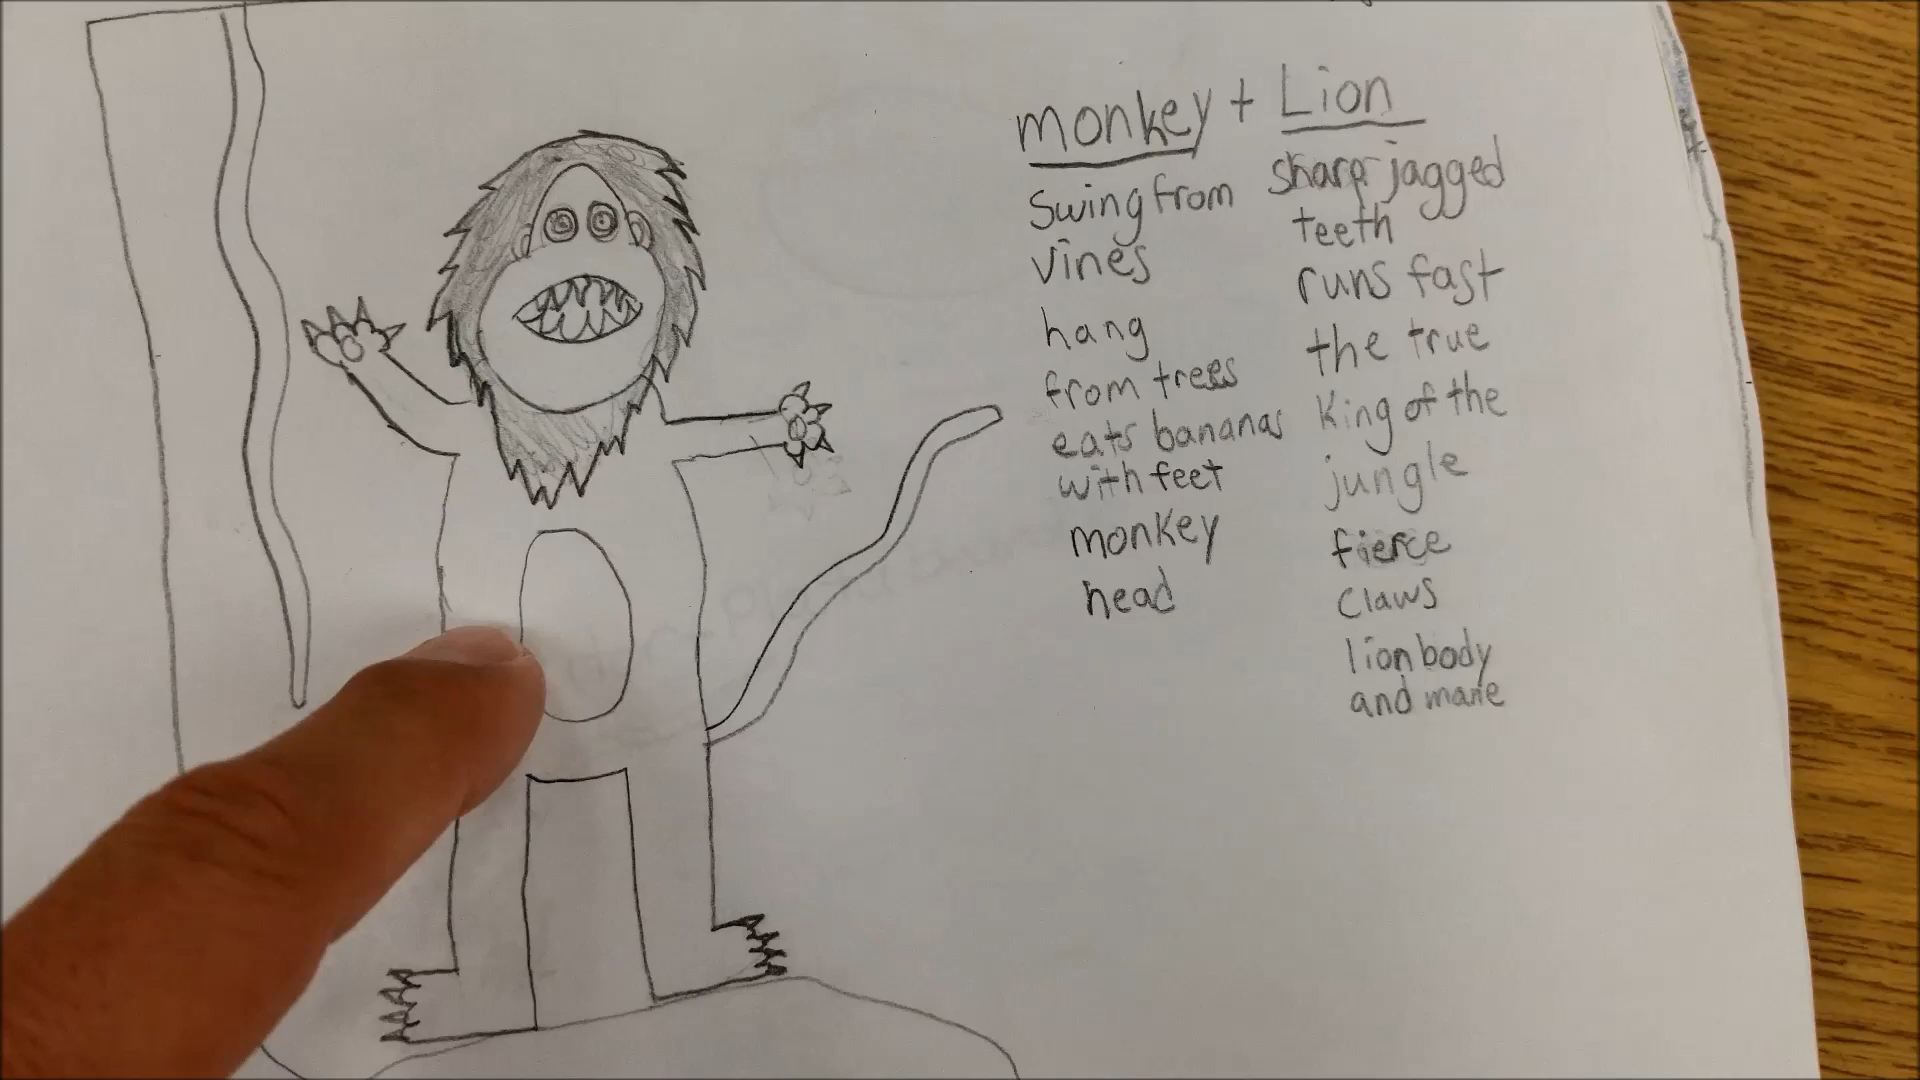 monkey + Lion
Swing from
vines
hang
from trees
eats bananas
with feet
monkey
head
sharp jagged
teeth
runs fast
the true
King of the
jungle
fierce
claws
lion body
and mane